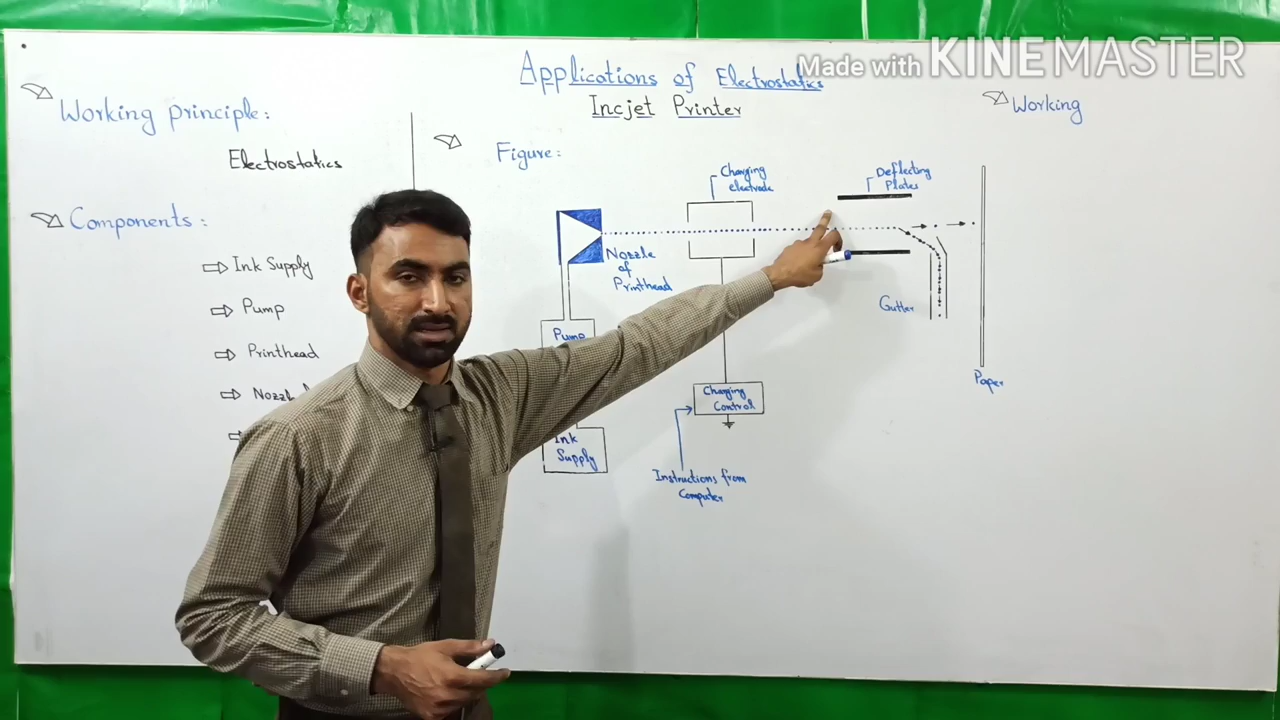 Made with KINEMASTER
Applications of Electrostatics
Incjet Printer
Working principle:
Electrostatics
Components:
Ink Supply
Pump
Printhead
Figure:
Charging
electrode
Deflecting
Plates
Nozzle
of
Printhead
Pump
Ink
Supply
Charging
Control
Instructions from
Computer
Gutter
Paper
Working